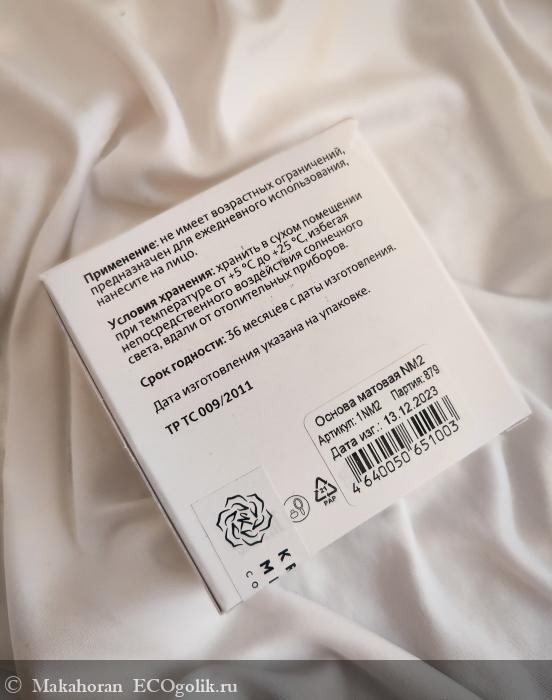 Применение: не имеет возрастных ограничений,
предназначен для ежедневного использования,
нанесите на лицо.
Условия хранения: хранить в сухом помещении
при температуре от +5 °C до +25 °C, избегая
непосредственного воздействия солнечного
света, вдали от отопительных приборов.
Срок годности: 36 месяцев с даты изготовления.
Дата изготовления указана на упаковке.
ТР ТС 009/2011
Основа матовая NM2
Артикул: 1NM2 Партия: 879
Дата изг.: 13.12.2023
4 640050 651003
21
PAP
© Makahoran ECOgolik.ru